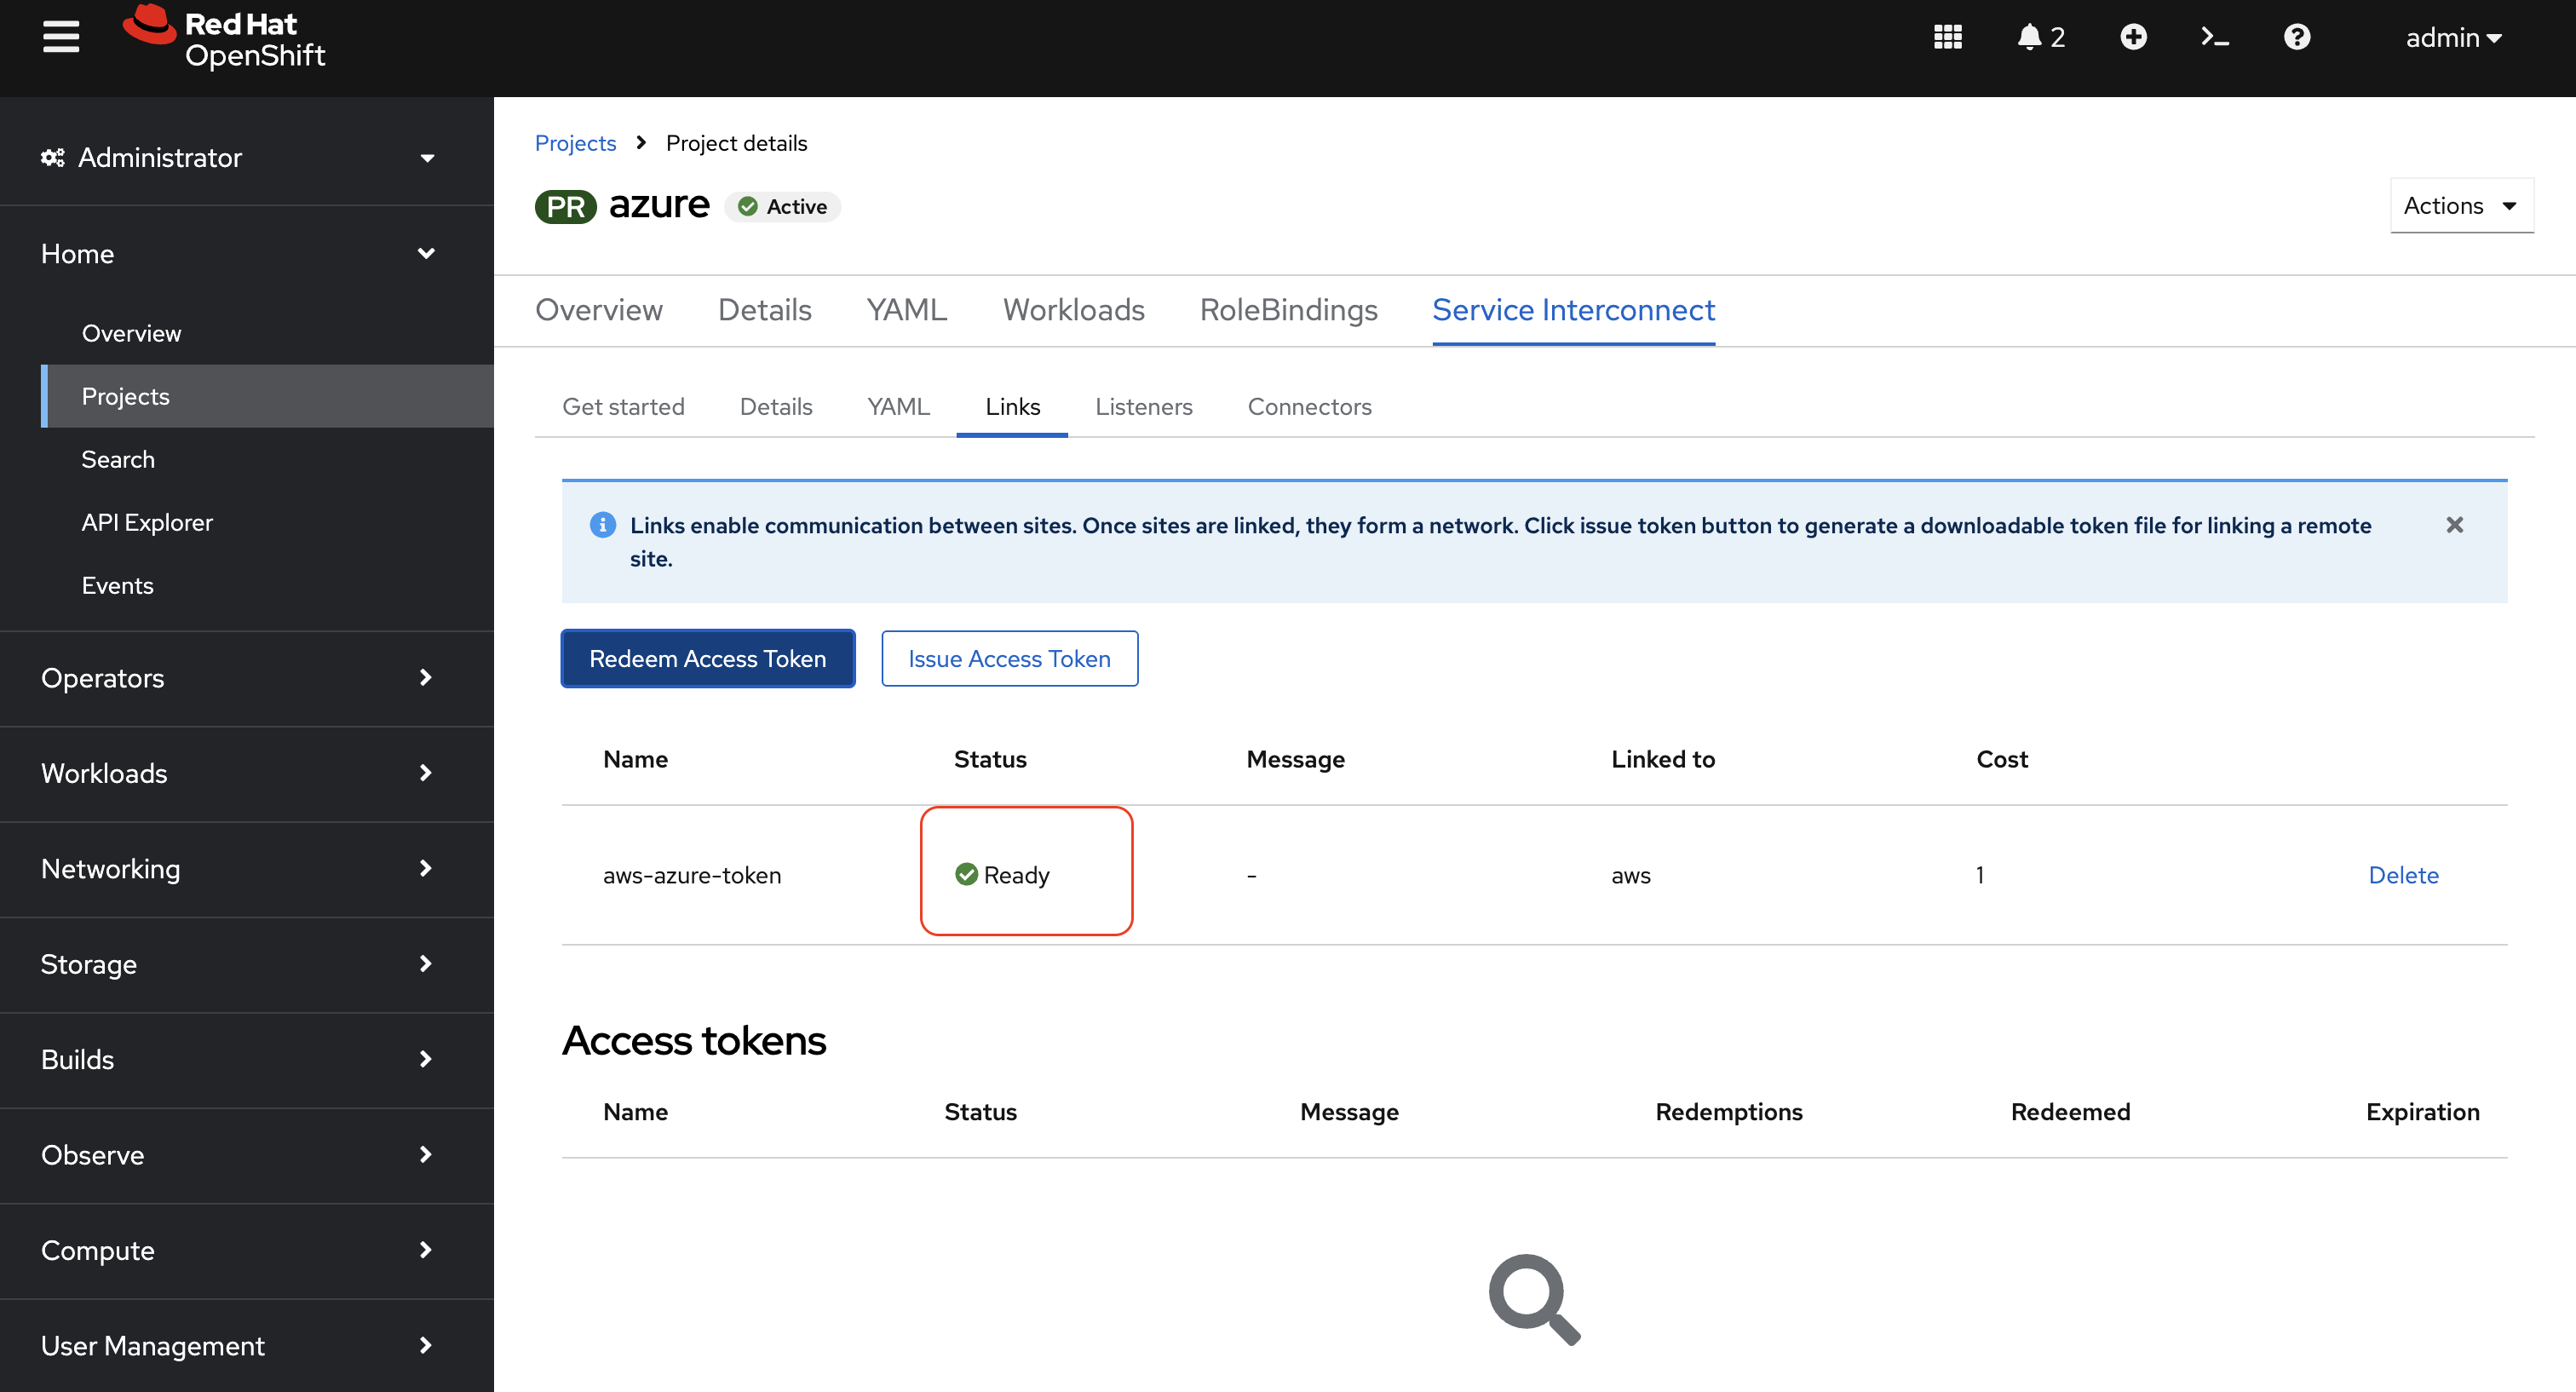 Red Hat
OpenShift
2
admin
Administrator
Home
Overview
Projects
Search
API Explorer
Events
Operators
Workloads
Networking
Storage
Builds
Observe
Compute
User Management
Projects Project details
PR azure Active
Actions
Overview Details YAML Workloads RoleBindings Service Interconnect
Get started Details YAML Links Listeners Connectors
Links enable communication between sites. Once sites are linked, they form a network. Click issue token button to generate a downloadable token file for linking a remote
site.
Redeem Access Token Issue Access Token
Name Status Message Linked to Cost
aws-azure-token Ready - aws 1 Delete
Access tokens
Name Status Message Redemptions Redeemed Expiration